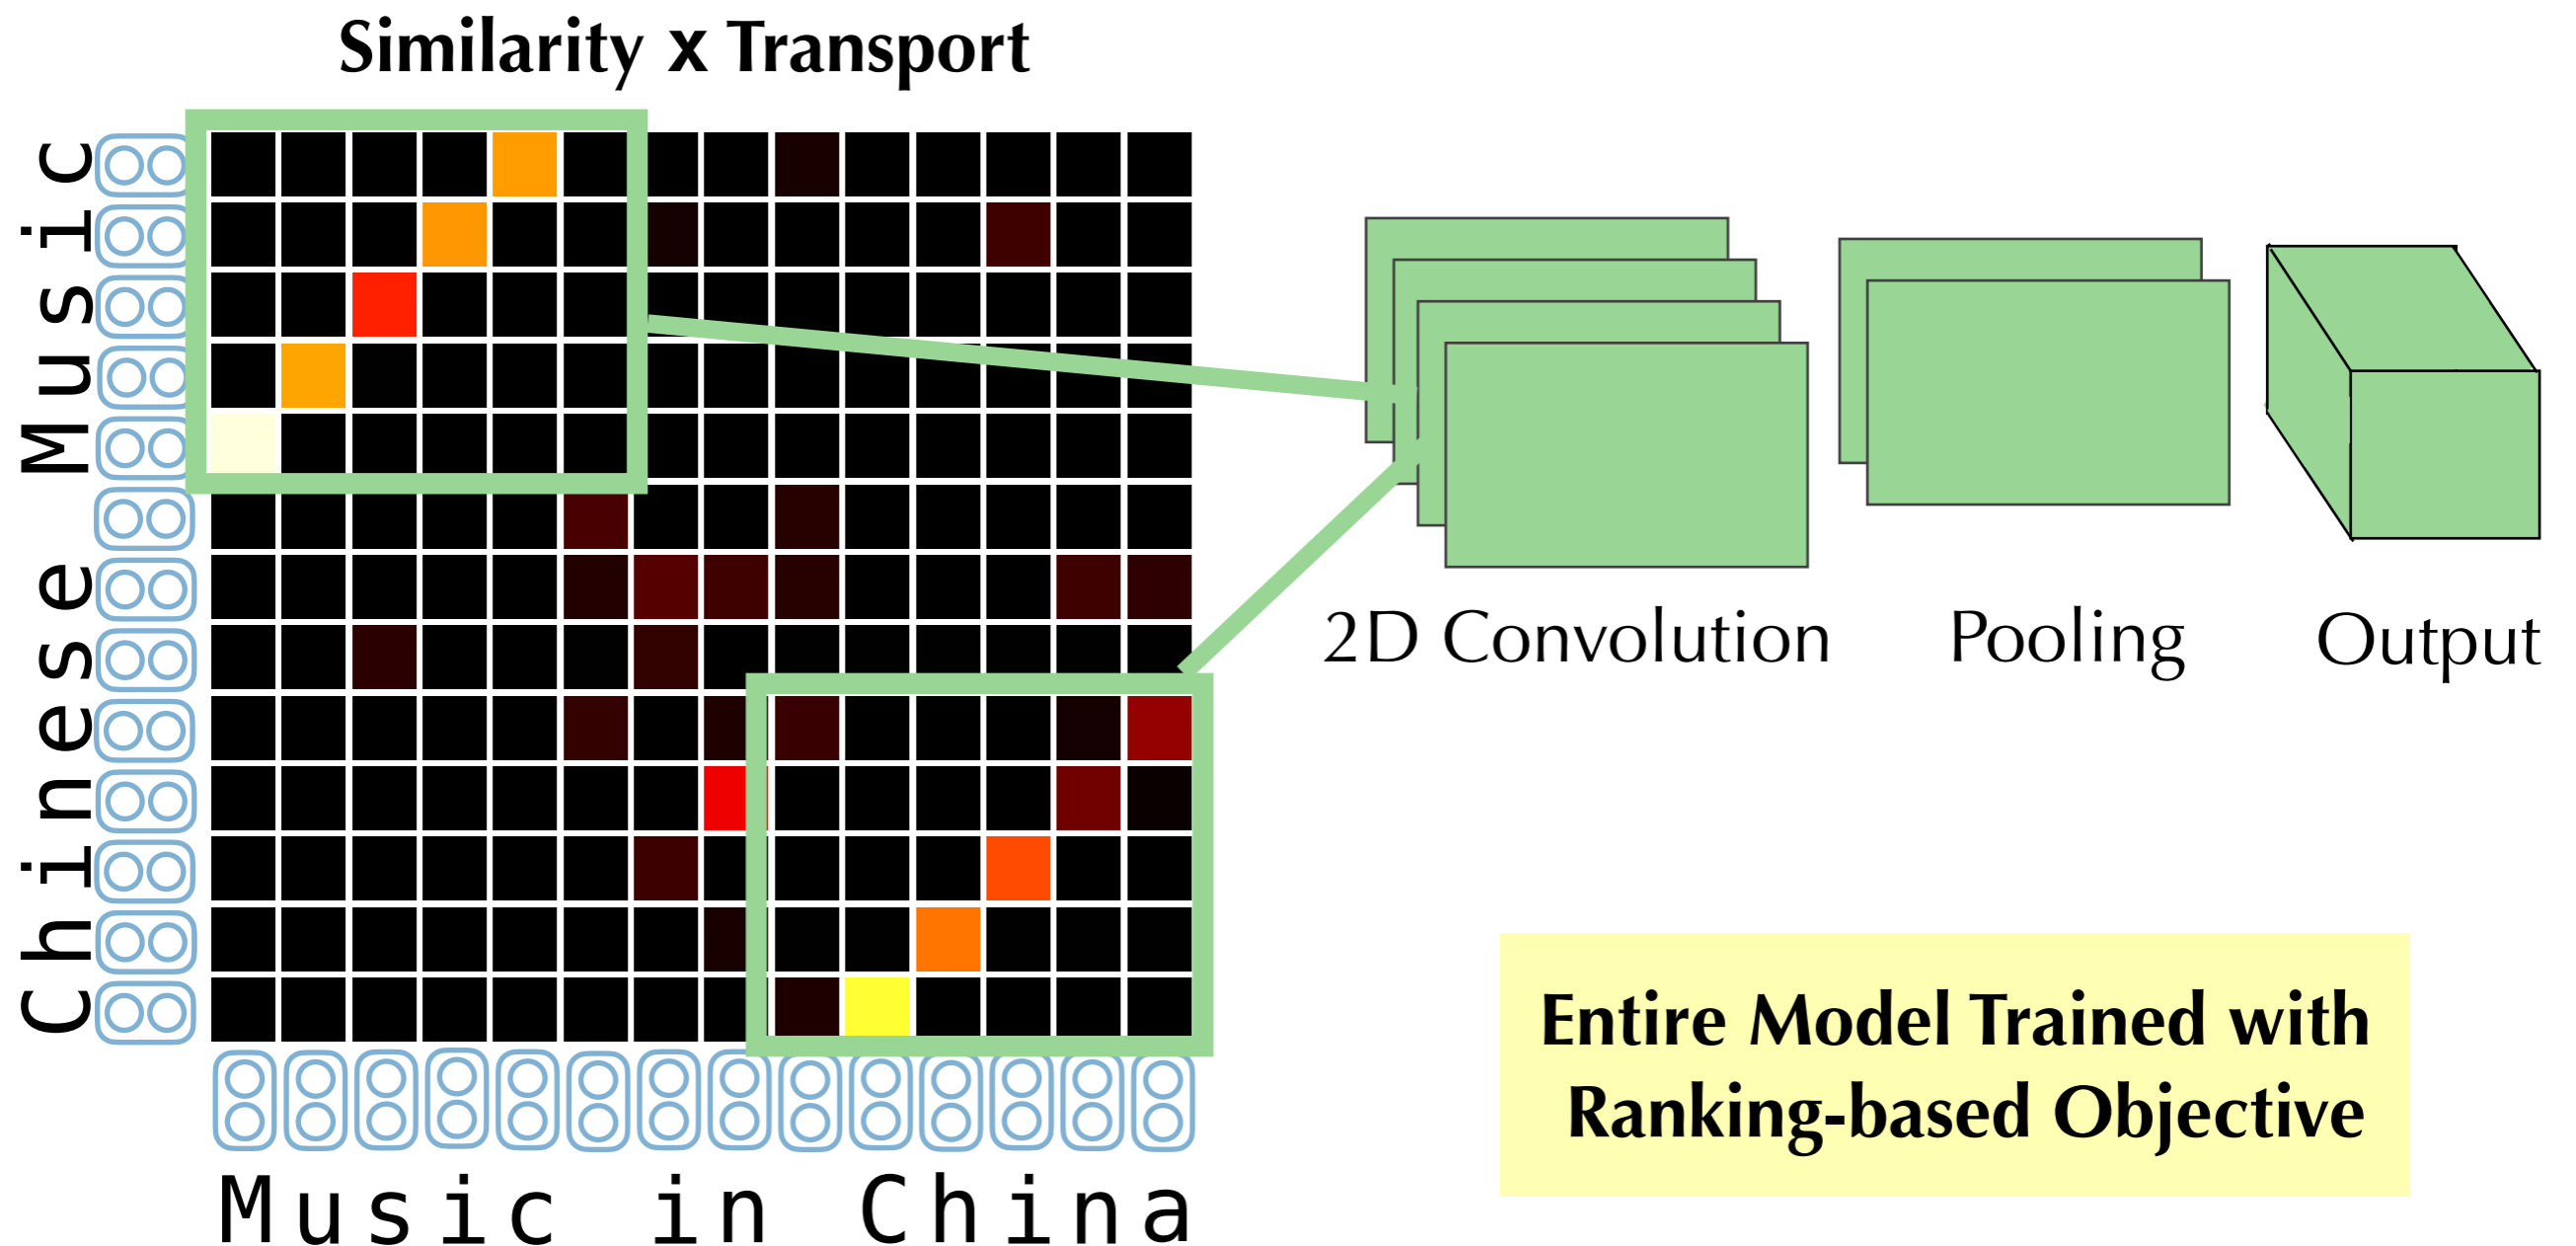 Similarity x Transport
Chinese Music
2D Convolution
Pooling
Output
Entire Model Trained with
Ranking-based Objective
Music in China